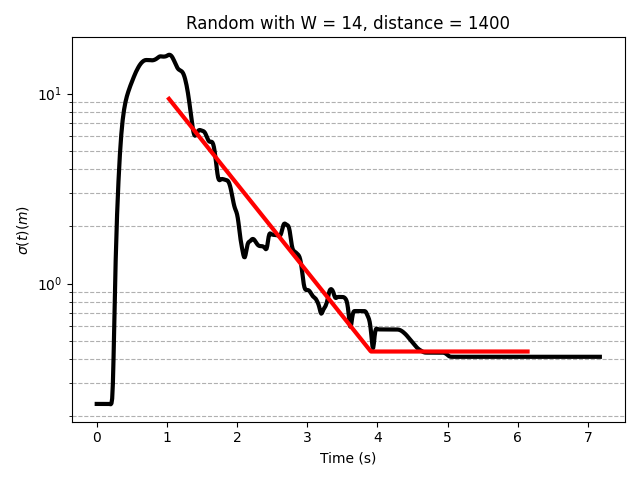 Random with W = 14, distance = 1400
10¹
10⁰
σ(t)(m)
0 1 2 3 4 5 6 7
Time (s)